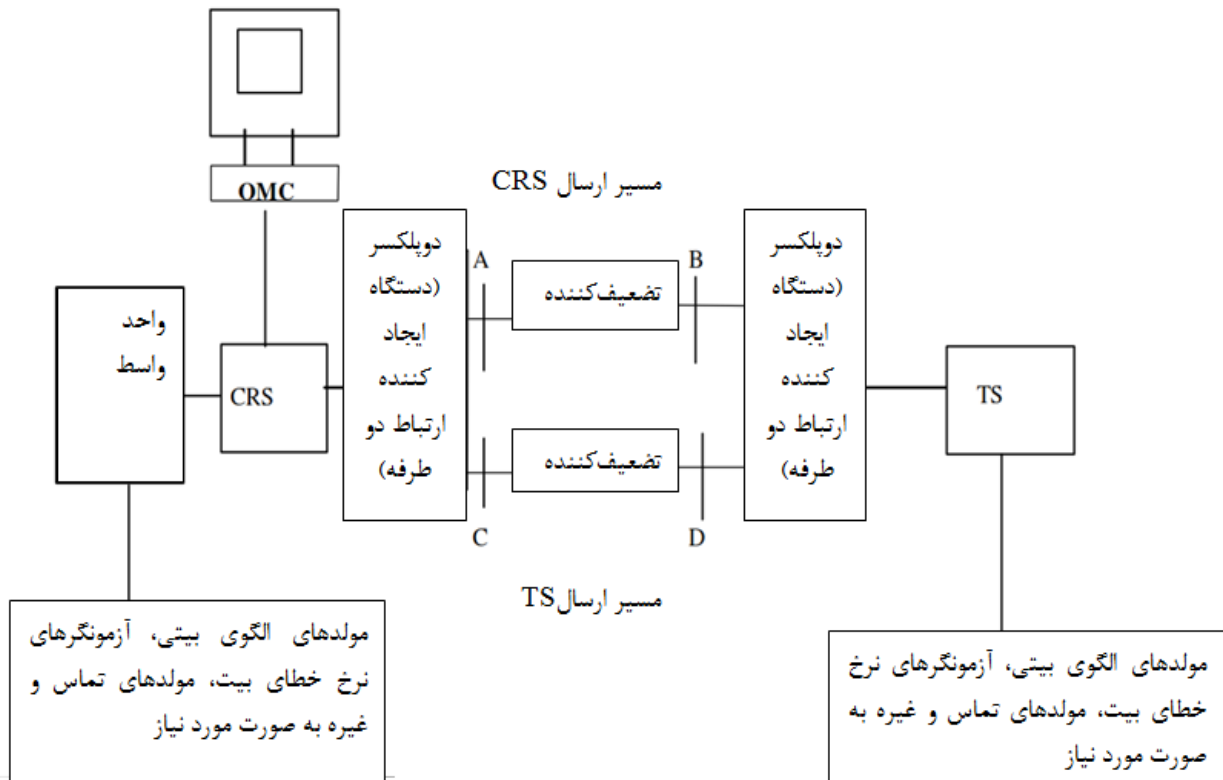 OMC
مسیر ارسال CRS
دوپلکسر
(دستگاه
ایجاد
کننده
ارتباط دو
طرفه)
A
تضعیف‌کننده
B
دوپلکسر
(دستگاه
ایجاد
کننده
ارتباط دو
طرفه)
واحد
واسط
CRS
TS
تضعیف‌کننده
C
D
مسیر ارسالTS
مولدهای الگوی بیتی، آزمونگرهای
نرخ خطای بیت، مولدهای تماس و
غیره به صورت مورد نیاز
مولدهای الگوی بیتی، آزمونگرهای نرخ
خطای بیت، مولدهای تماس و غیره به
صورت مورد نیاز